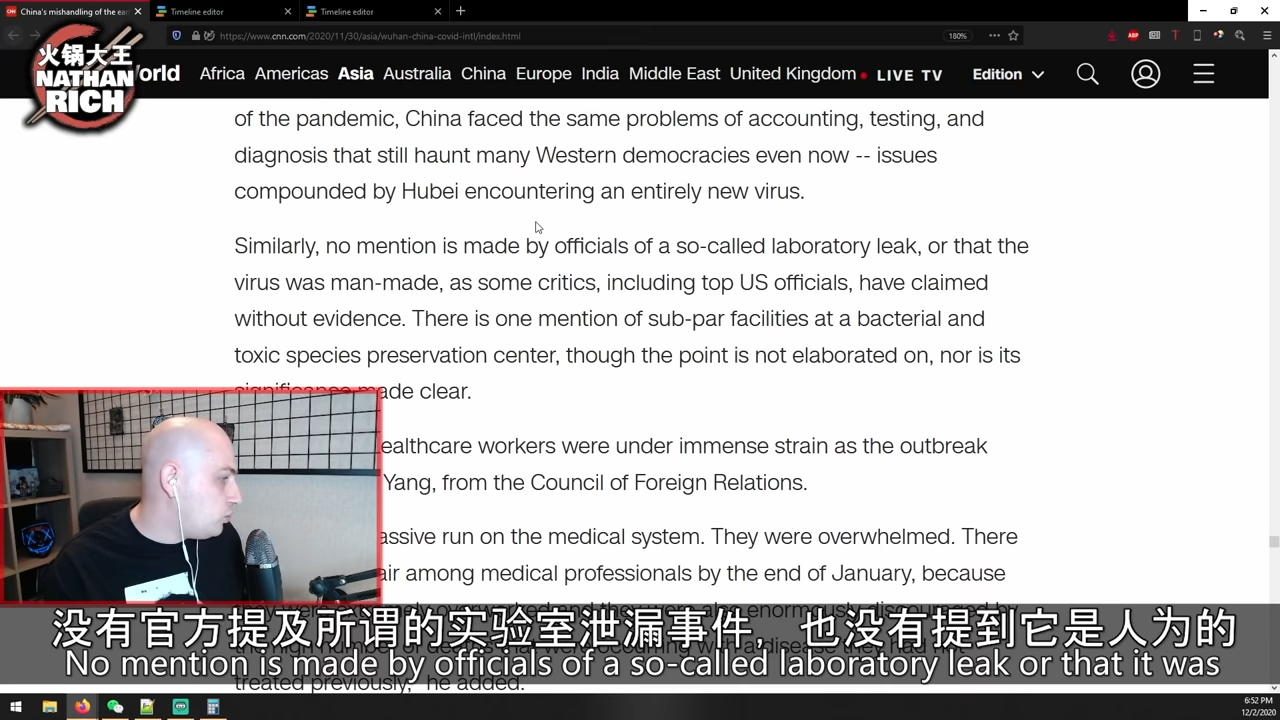 China's mishandling of the ea
Timeline editor
Timeline editor
https://www.cnn.com/2020/11/30/asia/wuhan-china-covid-intl/index.html
180%
火锅大王
NATHAN
RICH
World Africa Americas Asia Australia China Europe India Middle East United Kingdom LIVE TV Edition
of the pandemic, China faced the same problems of accounting, testing, and
diagnosis that still haunt many Western democracies even now -- issues
compounded by Hubei encountering an entirely new virus.
Similarly, no mention is made by officials of a so-called laboratory leak, or that the
virus was man-made, as some critics, including top US officials, have claimed
without evidence. There is one mention of sub-par facilities at a bacterial and
toxic species preservation center, though the point is not elaborated on, nor is its
significance made clear.
ealthcare workers were under immense strain as the outbreak
Yang, from the Council of Foreign Relations.
assive run on the medical system. They were overwhelmed. There
air among medical professionals by the end of January, because
没有官方提及所谓的实验室泄漏事件，也没有提到它是人为的
No mention is made by officials of a so-called laboratory leak or that it was
treated previously," he added.
6:52 PM
12/2/2020